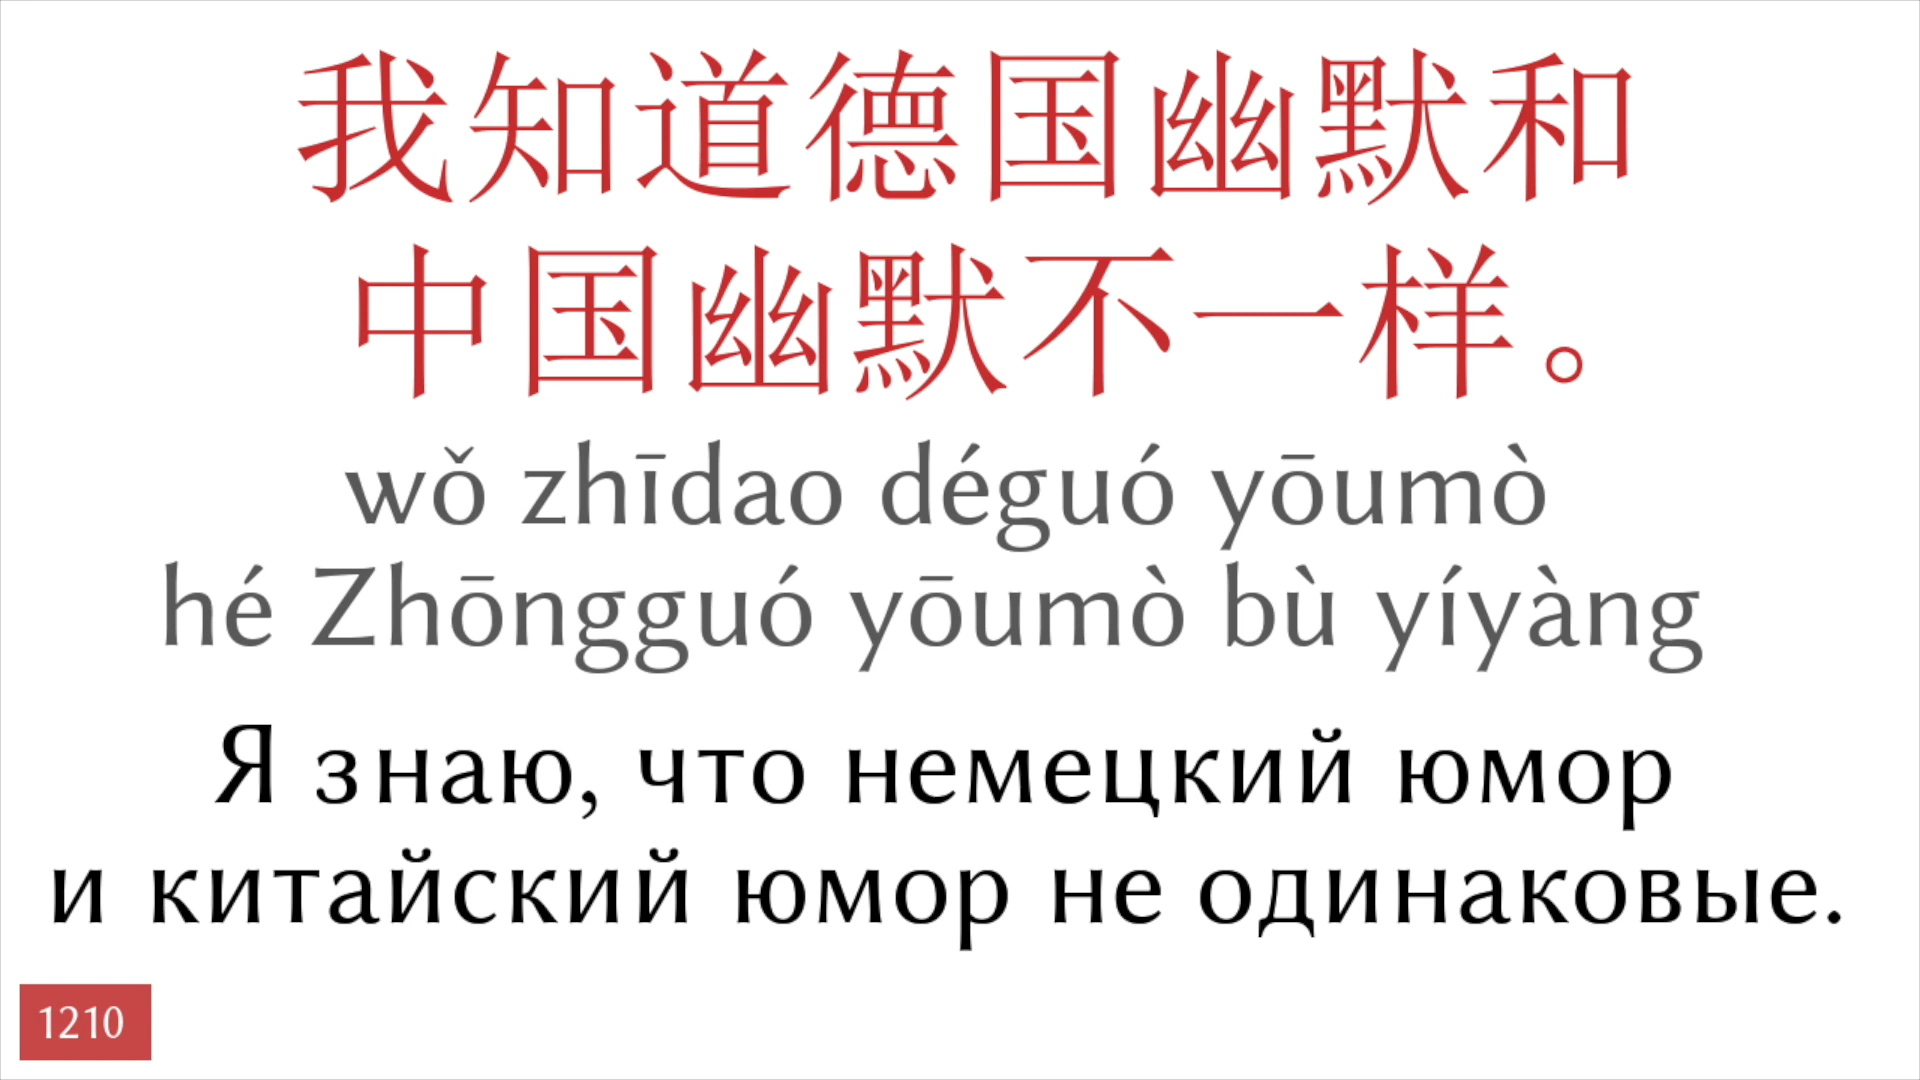 我知道德国幽默和
中国幽默不一样。
wǒ zhīdao déguó yōumò
hé Zhōngguó yōumò bù yíyàng
Я знаю, что немецкий юмор
и китайский юмор не одинаковые.
1210